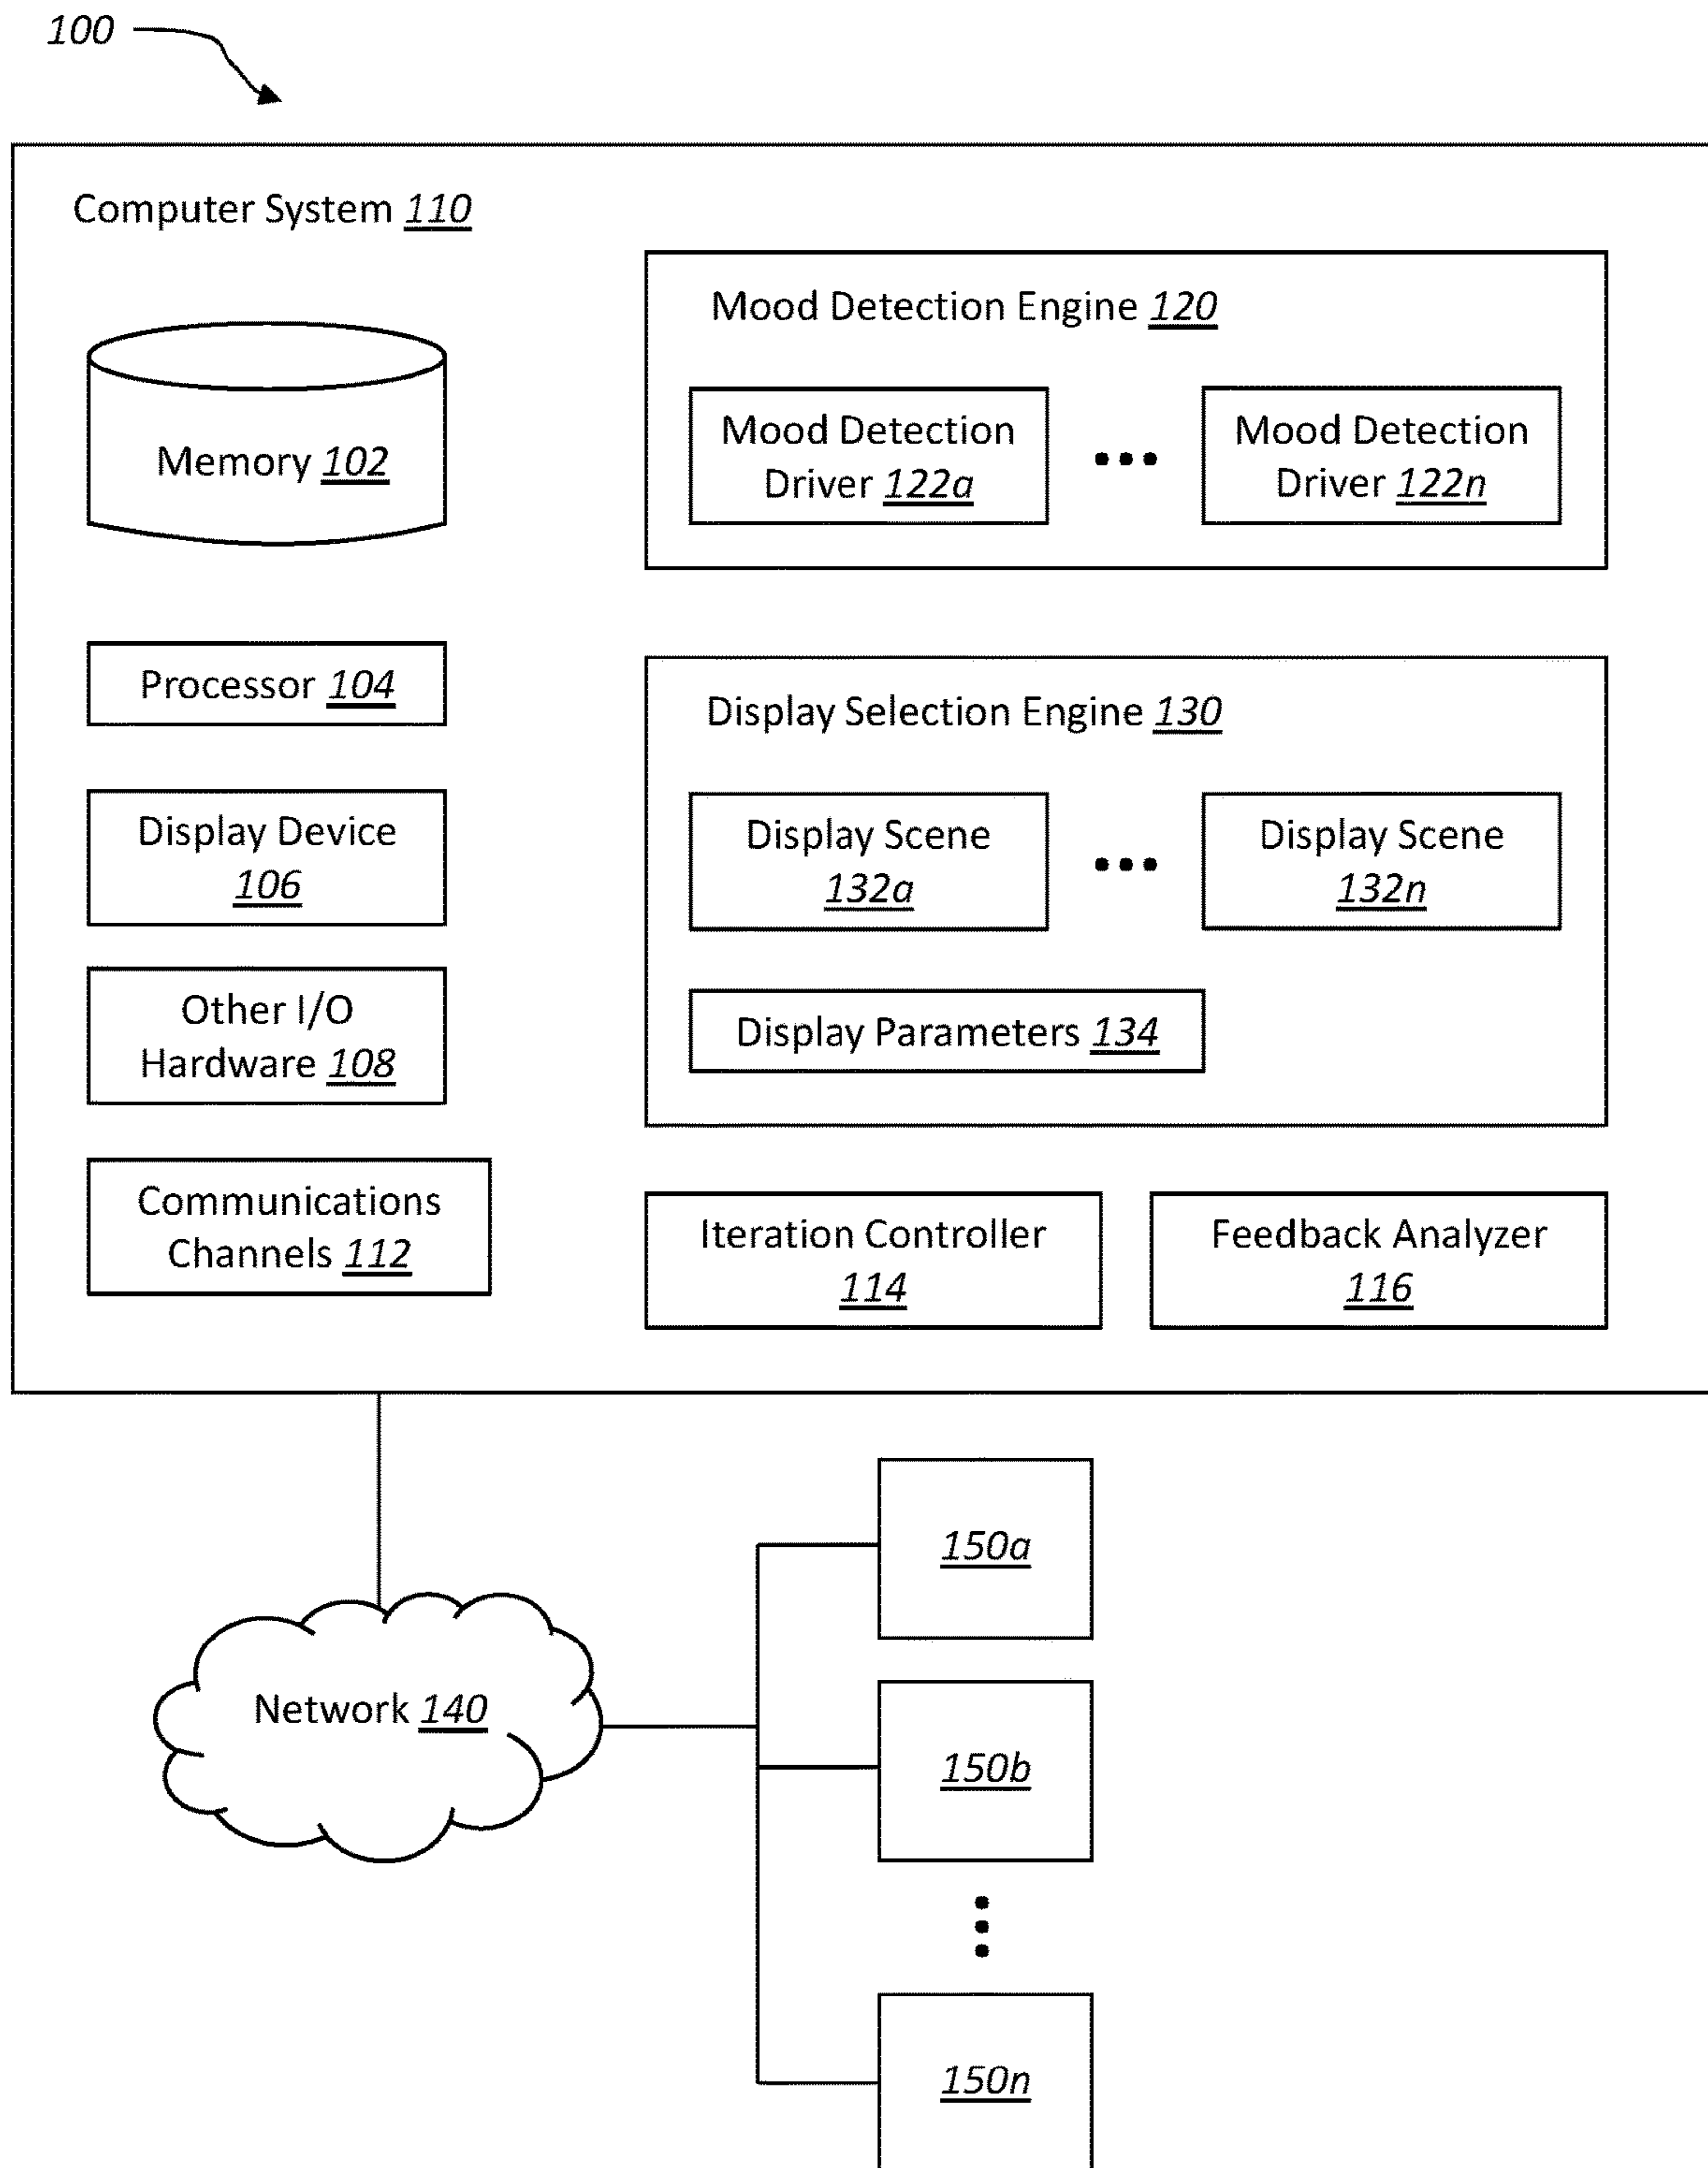 100
Computer System 110
Memory 102
Processor 104
Display Device
106
Other I/O
Hardware 108
Communications
Channels 112
Mood Detection Engine 120
Mood Detection
Driver 122a
Mood Detection
Driver 122n
Display Selection Engine 130
Display Scene
132a
Display Scene
132n
Display Parameters 134
Iteration Controller
114
Feedback Analyzer
116
Network 140
150a
150b
150n